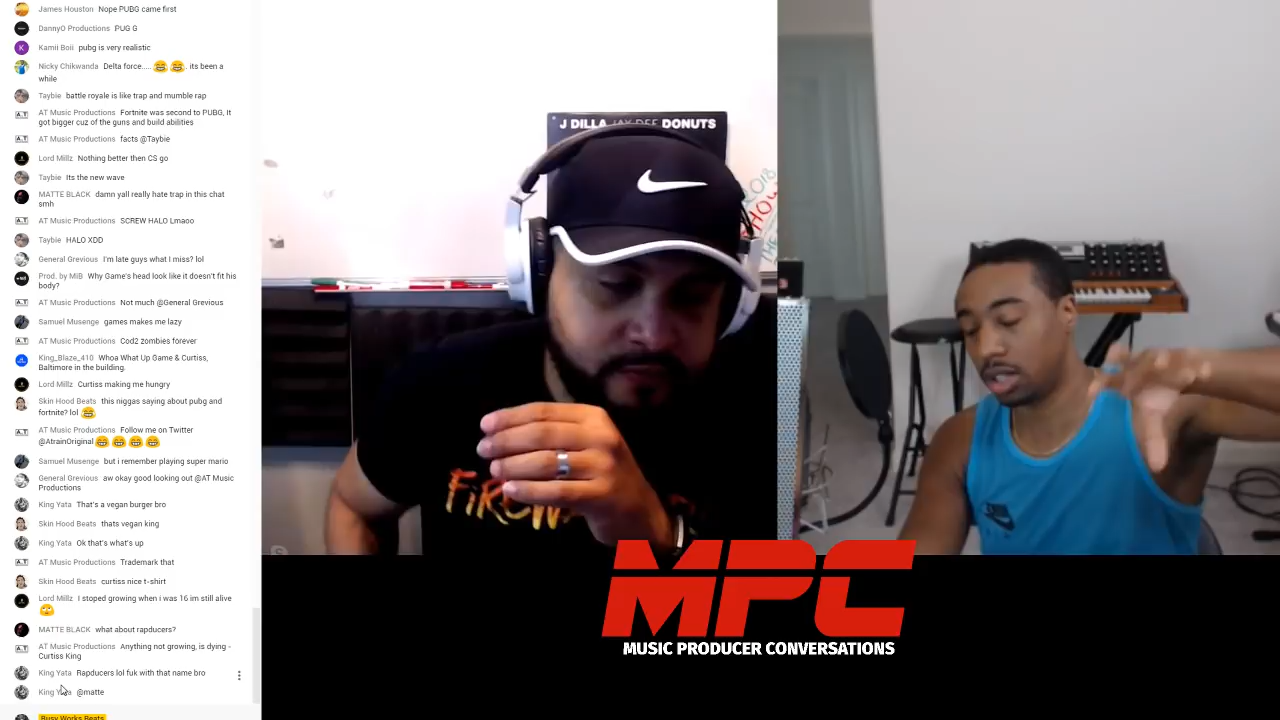 James Houston Nope PUBG came first
DannyO Productions PUG G
Kamii Boii pubg is very realistic
Nicky Chikwanda Delta force..... 😂 😂 . its been a
while
Taybie battle royale is like trap and mumble rap
AT Music Productions Fortnite was second to PUBG, It
got bigger cuz of the guns and build abilities
AT Music Productions facts @Taybie
Lord Millz Nothing better then CS go
Taybie Its the new wave
MATTE BLACK damn yall really hate trap in this chat
smh
AT Music Productions SCREW HALO Lmaoo
Taybie HALO XDD
General Grevious I'm late guys what I miss? lol
Prod. by MiB Why Game's head look like it doesn't fit his
body?
AT Music Productions Not much @General Grevious
Samuel Musenge games makes me lazy
AT Music Productions Cod2 zombies forever
King_Blaze_410 Whoa What Up Game & Curtiss,
Baltimore in the building.
Lord Millz Curtiss making me hungry
Skin Hood Beats this niggas saying about pubg and
fortnite? lol 😂
AT Music Productions Follow me on Twitter
@AtrainOriginal 😂 😂 😂 😂
Samuel Musenge but i remember playing super mario
General Grevious aw okay good looking out @AT Music
Productions
King Yata That's a vegan burger bro
Skin Hood Beats thats vegan king
King Yata Ok that's what's up
AT Music Productions Trademark that
Skin Hood Beats curtiss nice t-shirt
Lord Millz I stoped growing when i was 16 im still alive
🙄
MATTE BLACK what about rapducers?
AT Music Productions Anything not growing, is dying -
Curtiss King
King Yata Rapducers lol fuk with that name bro
King Yata @matte
Busy Works Beats
J DILLA JAY DEE DONUTS
2018
MPC
MUSIC PRODUCER CONVERSATIONS